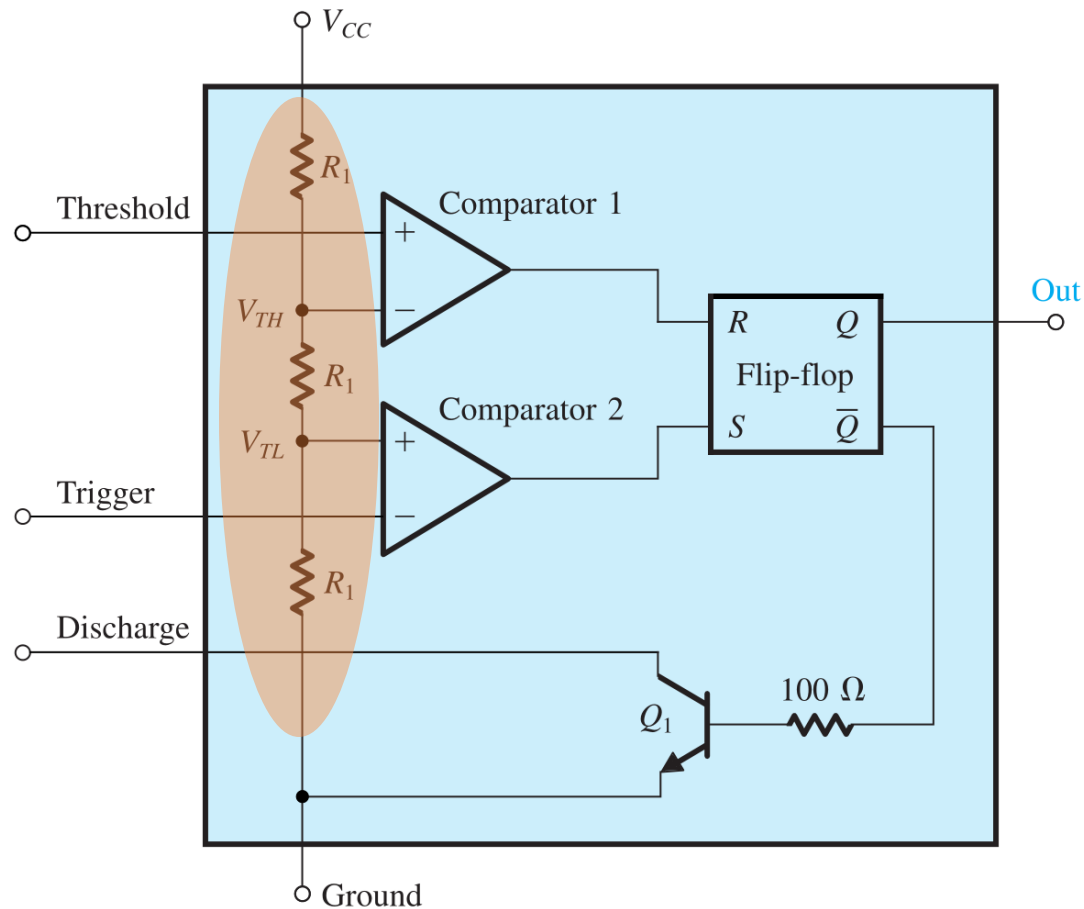 V_CC
R_1
Threshold
Comparator 1
+
−
V_TH
Out
R
Q
Flip-flop
S
Q̅
R_1
Comparator 2
V_TL
+
−
Trigger
R_1
Discharge
100 Ω
Q_1
Ground